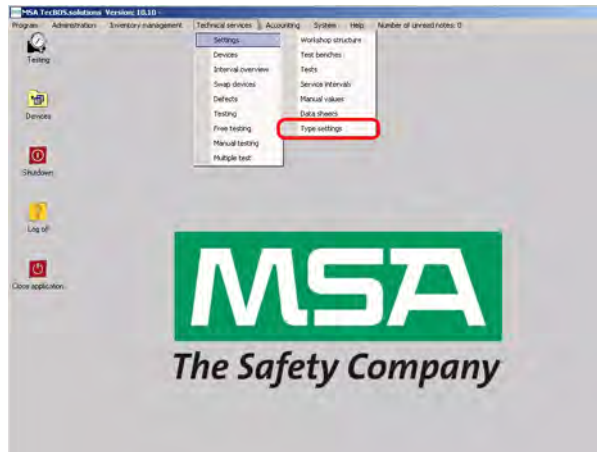 MSA TecBOS.solutions Version: 10.10 -
Program Administration Inventory management Technical services Accounting System Help Number of unread notes: 0
Testing
Devices
Shutdown
Log off
Close application
Settings
Devices
Interval overview
Swap devices
Defects
Testing
Free testing
Manual testing
Multiple test
Workshop structure
Test benches
Tests
Service intervals
Manual values
Data sheets
Type settings
MSA
The Safety Company